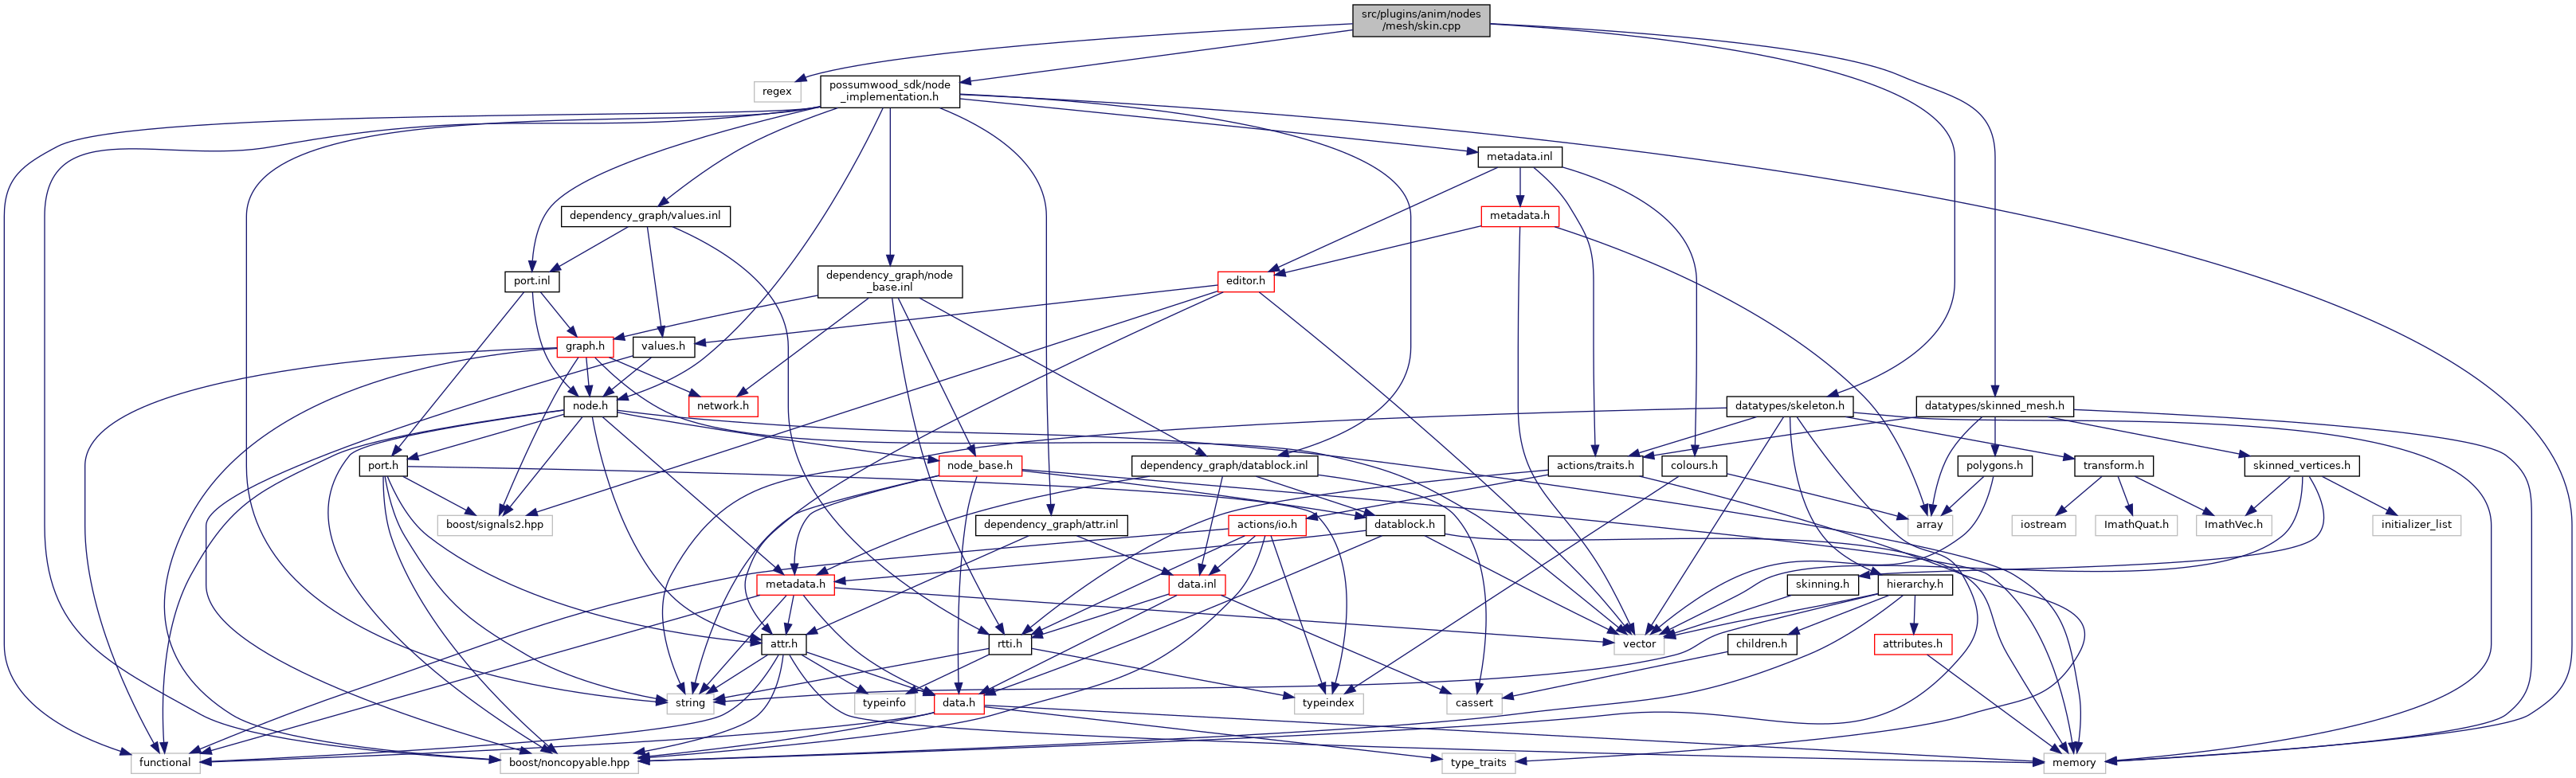 src/plugins/anim/nodes
/mesh/skin.cpp
regex
possumwood_sdk/node
_implementation.h
metadata.inl
dependency_graph/values.inl
metadata.h
port.inl
dependency_graph/node
_base.inl
editor.h
graph.h
values.h
node.h
network.h
datatypes/skeleton.h
datatypes/skinned_mesh.h
port.h
node_base.h
dependency_graph/datablock.inl
actions/traits.h
colours.h
polygons.h
transform.h
skinned_vertices.h
boost/signals2.hpp
dependency_graph/attr.inl
actions/io.h
datablock.h
array
iostream
ImathQuat.h
ImathVec.h
initializer_list
metadata.h
data.inl
skinning.h
hierarchy.h
attr.h
rtti.h
vector
children.h
attributes.h
string
typeinfo
data.h
typeindex
cassert
functional
boost/noncopyable.hpp
type_traits
memory